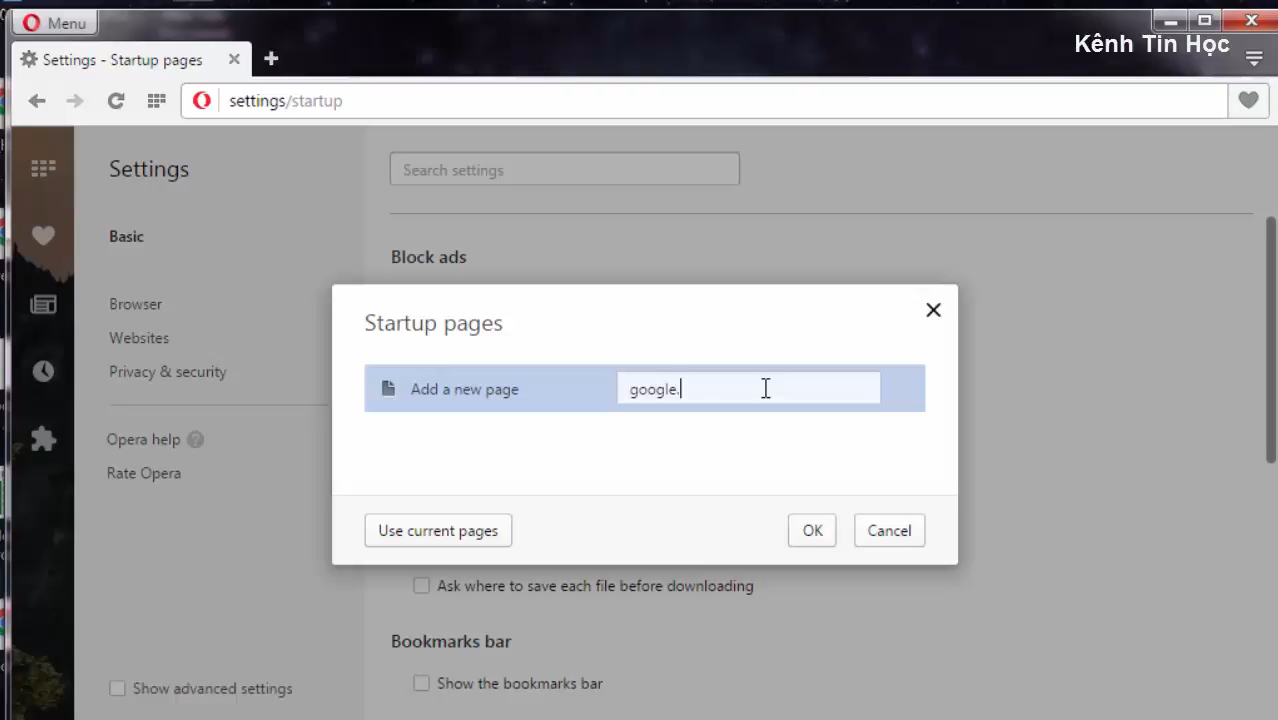 Menu
Kênh Tin Học
Settings - Startup pages
settings/startup
Settings
Search settings
Basic
Block ads
Browser
Websites
Privacy & security
Startup pages
Add a new page
google.
Opera help ?
Rate Opera
Use current pages
OK
Cancel
Ask where to save each file before downloading
Bookmarks bar
Show advanced settings
Show the bookmarks bar